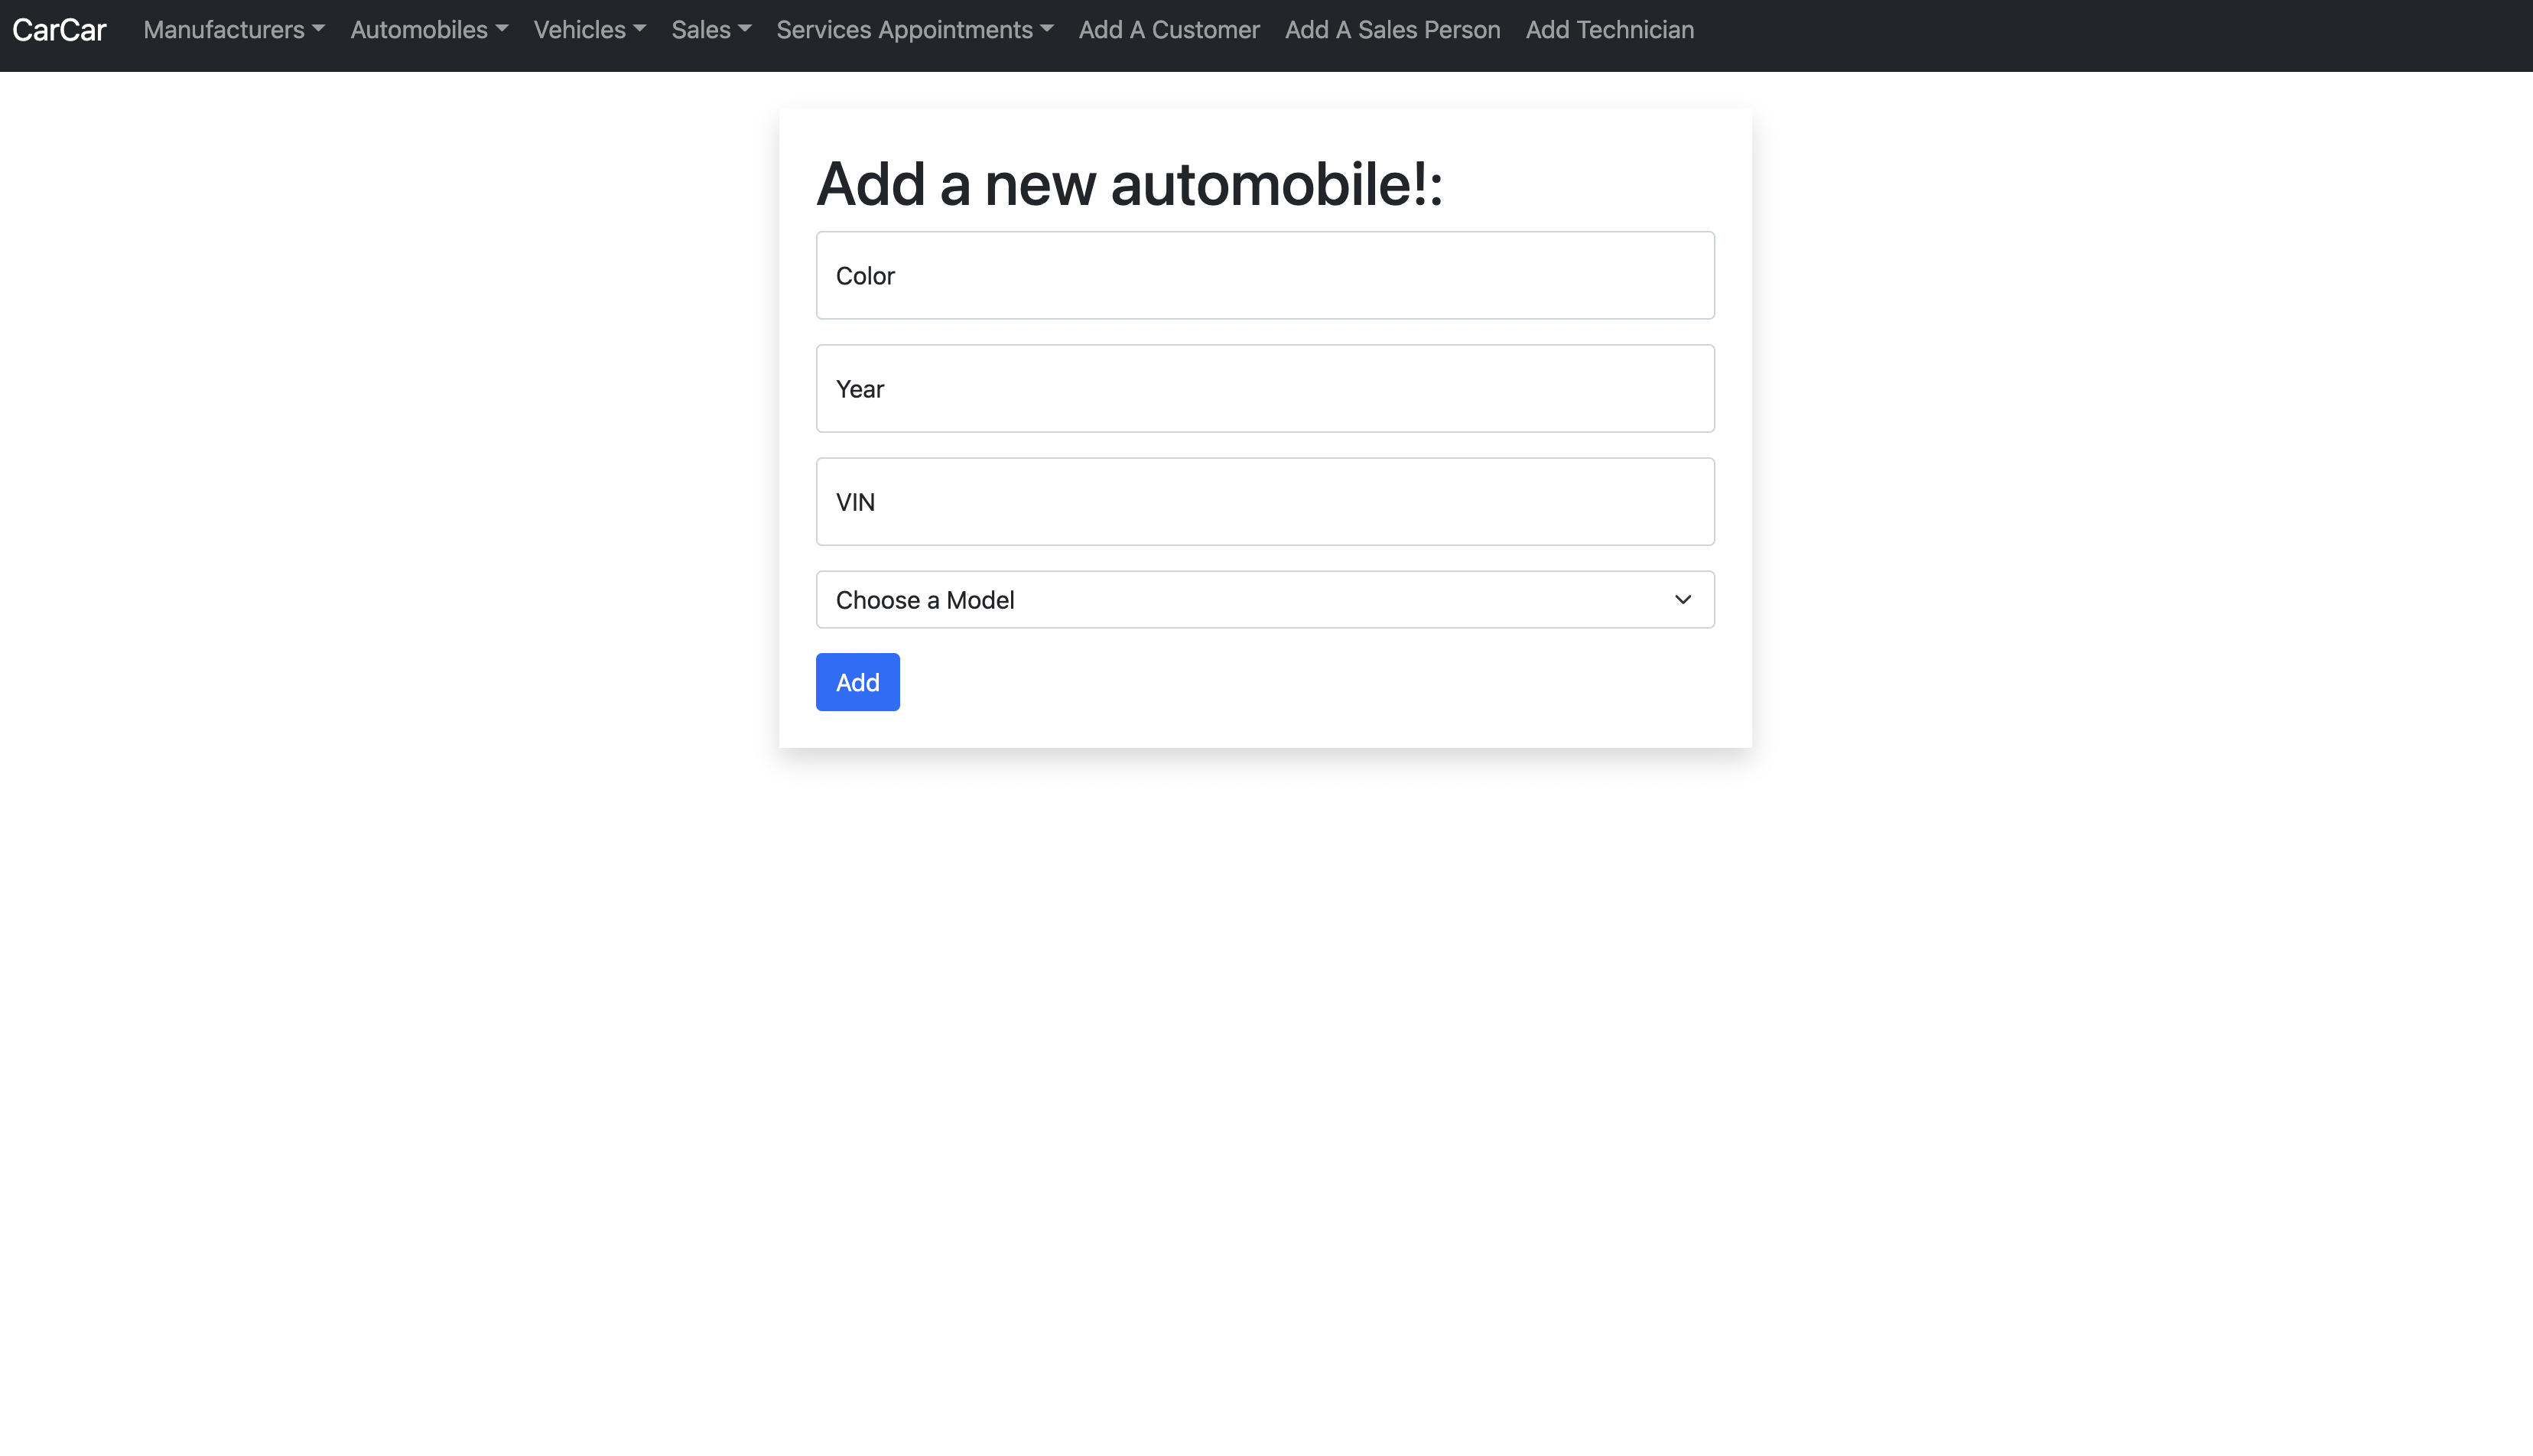 CarCar Manufacturers Automobiles Vehicles Sales Services Appointments Add A Customer Add A Sales Person Add Technician
Add a new automobile!:
Color
Year
VIN
Choose a Model
Add